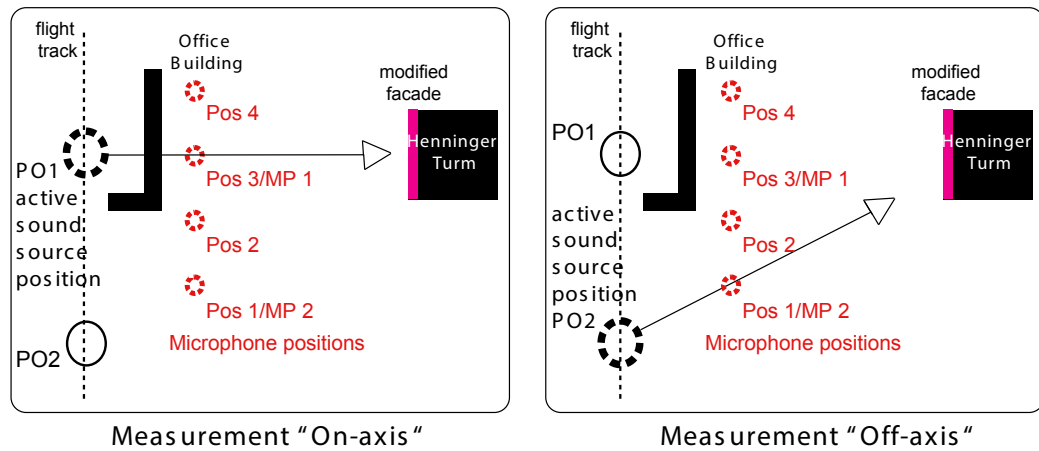 flight
track
Office
Building
modified
facade
Pos 4
Henninger
Turm
PO1
active
sound
source
position
Pos 3/MP 1
Pos 2
Pos 1/MP 2
PO2
Microphone positions
Measurement “On-axis“
flight
track
Office
Building
modified
facade
Pos 4
PO1
Henninger
Turm
Pos 3/MP 1
active
sound
source
position
PO2
Pos 2
Pos 1/MP 2
Microphone positions
Measurement “Off-axis“